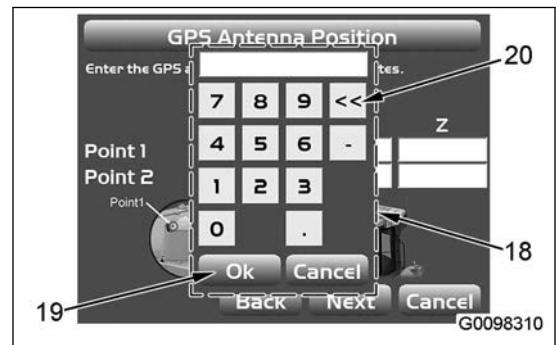 GPS Antenna Position
Enter the GPS a tes.
20
7 8 9 <<
Z
4 5 6 -
Point 1
Point 2
1 2 3
Point1
0 .
18
Ok Cancel
19
Back Next Cancel
G0098310